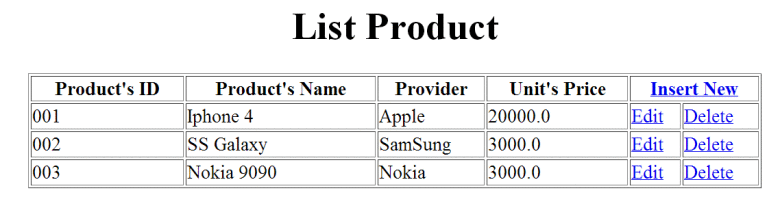 List Product
Product's ID Product's Name Provider Unit's Price Insert New
001 Iphone 4 Apple 20000.0 Edit Delete
002 SS Galaxy SamSung 3000.0 Edit Delete
003 Nokia 9090 Nokia 3000.0 Edit Delete